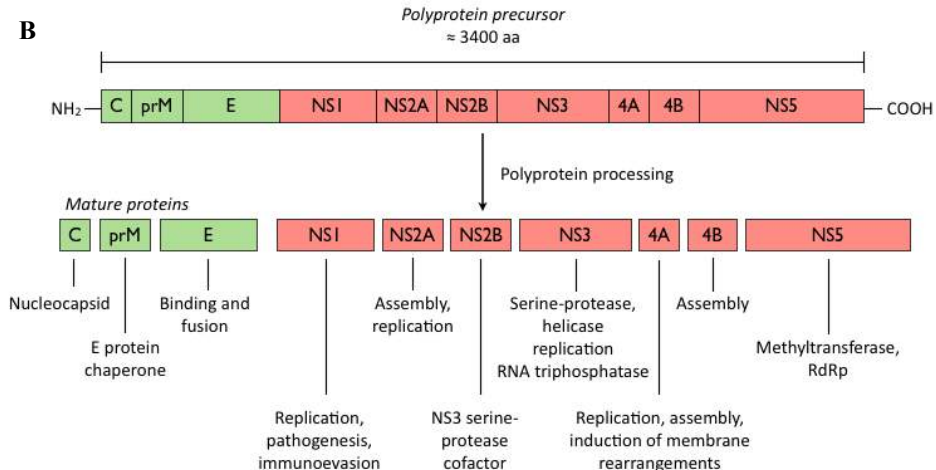 B
Polyprotein precursor
≈ 3400 aa
NH₂
C
prM
E
NS1
NS2A
NS2B
NS3
4A
4B
NS5
COOH
Polyprotein processing
Mature proteins
C
prM
E
NS1
NS2A
NS2B
NS3
4A
4B
NS5
Nucleocapsid
E protein
chaperone
Binding and
fusion
Replication,
pathogenesis,
immunoevasion
Assembly,
replication
NS3 serine-
protease
cofactor
Serine-protease,
helicase
replication
RNA triphosphatase
Replication, assembly,
induction of membrane
rearrangements
Assembly
Methyltransferase,
RdRp